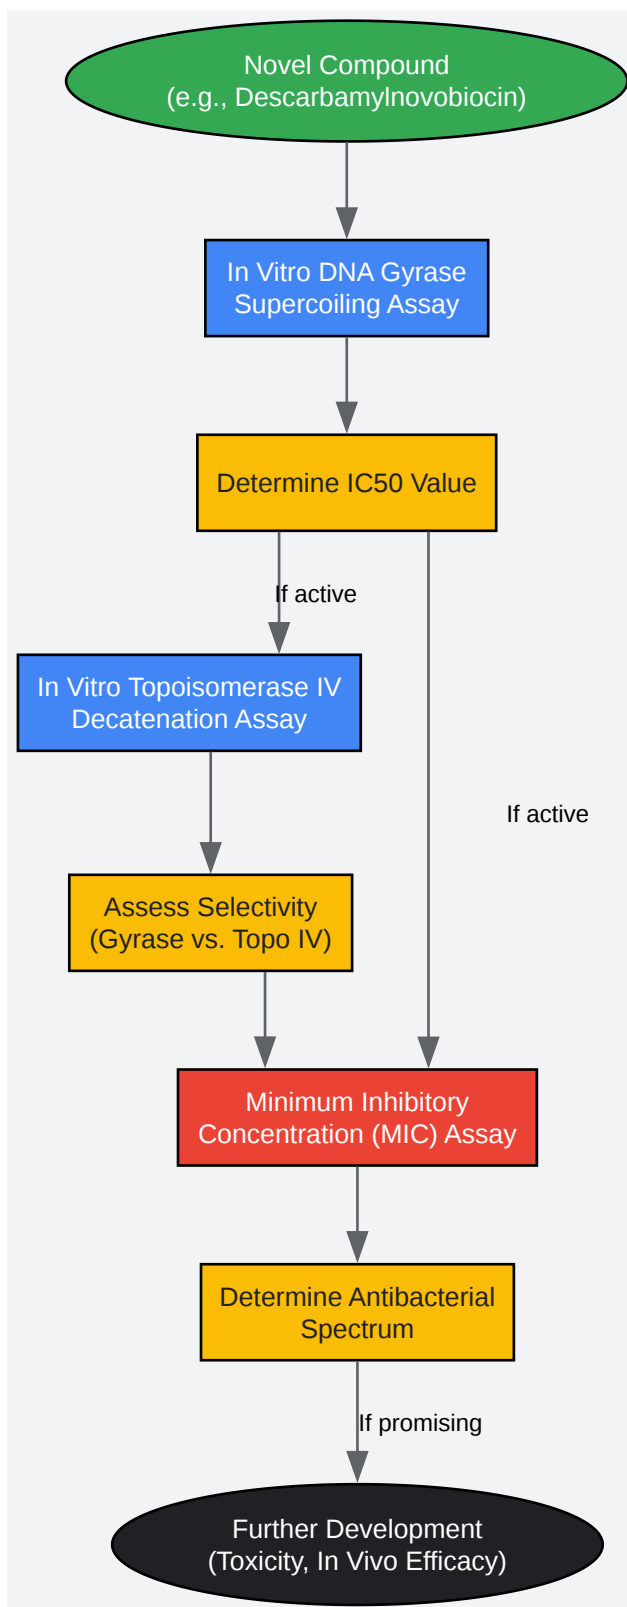 Novel Compound
(e.g., Descarbamylnovobiocin)
In Vitro DNA Gyrase
Supercoiling Assay
Determine IC50 Value
If active
In Vitro Topoisomerase IV
Decatenation Assay
If active
Assess Selectivity
(Gyrase vs. Topo IV)
Minimum Inhibitory
Concentration (MIC) Assay
Determine Antibacterial
Spectrum
If promising
Further Development
(Toxicity, In Vivo Efficacy)